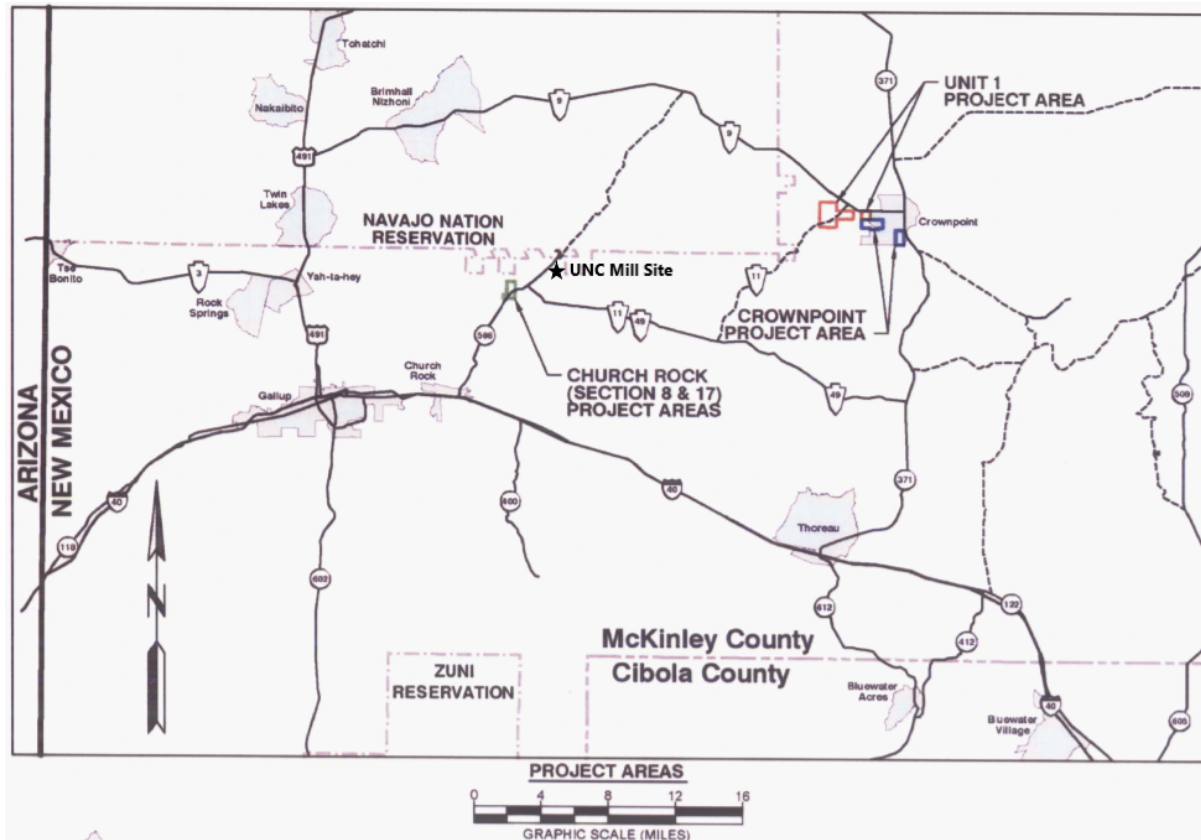 Tohatchi
Nakaibito
Brimhall
Nizhoni
9
9
371
UNIT 1
PROJECT AREA
491
Twin
Lakes
NAVAJO NATION
RESERVATION
Crownpoint
Tse
Bonito
3
Yah-ta-hey
Rock
Springs
UNC Mill Site
11
11
49
CROWNPOINT
PROJECT AREA
491
566
CHURCH ROCK
(SECTION 8 & 17)
PROJECT AREAS
Church
Rock
Gallup
49
509
ARIZONA
NEW MEXICO
40
40
400
371
118
N
Thoreau
602
412
412
122
McKinley County
Cibola County
ZUNI
RESERVATION
Bluewater
Acres
40
Bluewater
Village
605
PROJECT AREAS
0 4 8 12 16
GRAPHIC SCALE (MILES)